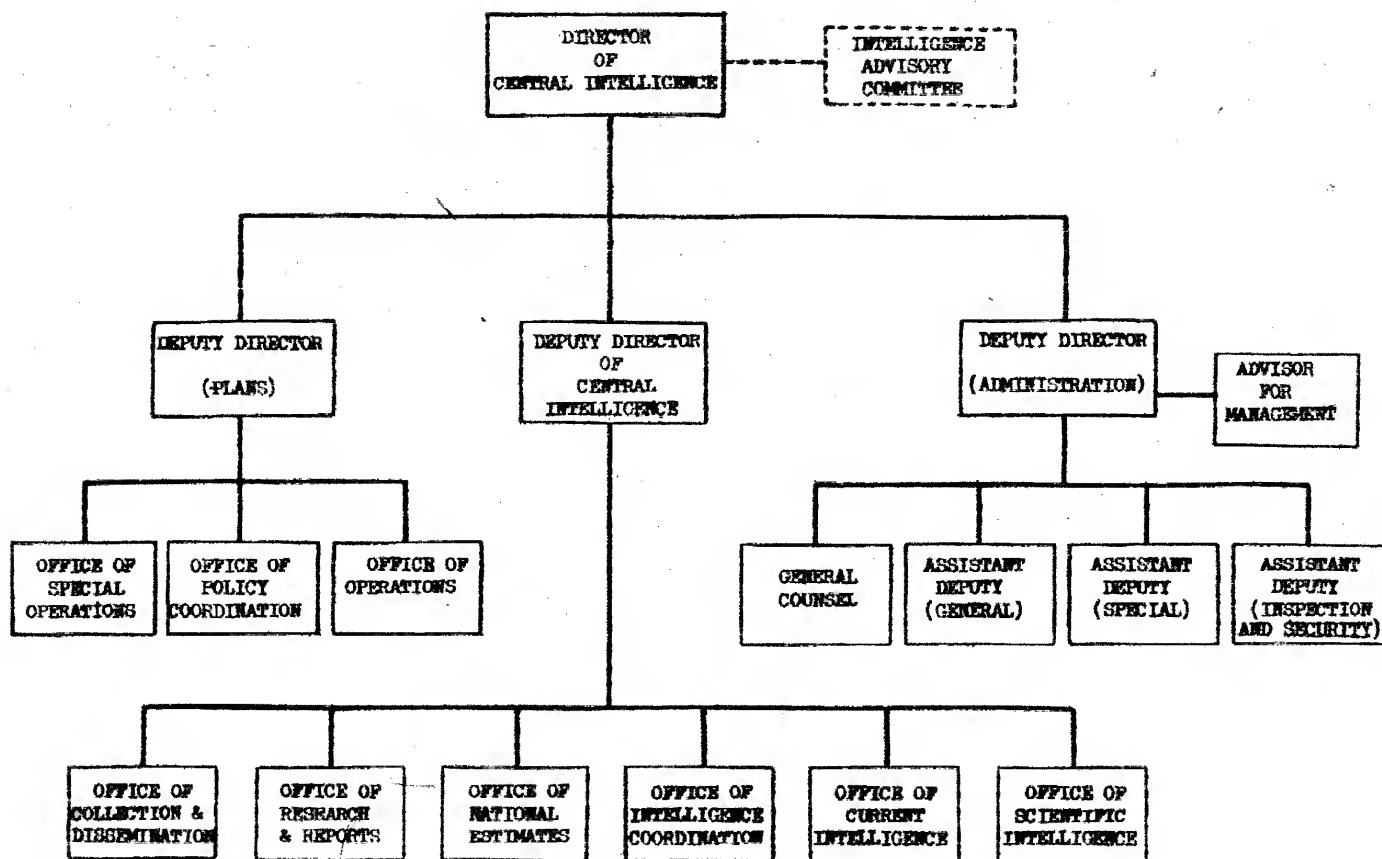 DIRECTOR
OF
CENTRAL INTELLIGENCE
INTELLIGENCE
ADVISORY
COMMITTEE
DEPUTY DIRECTOR
(PLANS)
DEPUTY DIRECTOR
OF
CENTRAL
INTELLIGENCE
DEPUTY DIRECTOR
(ADMINISTRATION)
ADVISOR
FOR
MANAGEMENT
OFFICE OF
SPECIAL
OPERATIONS
OFFICE OF
POLICY
COORDINATION
OFFICE OF
OPERATIONS
GENERAL
COUNSEL
ASSISTANT
DEPUTY
(GENERAL)
ASSISTANT
DEPUTY
(SPECIAL)
ASSISTANT
DEPUTY
(INSPECTION
AND SECURITY)
OFFICE OF
COLLECTION &
DISSEMINATION
OFFICE OF
RESEARCH
& REPORTS
OFFICE OF
NATIONAL
ESTIMATES
OFFICE OF
INTELLIGENCE
COORDINATION
OFFICE OF
CURRENT
INTELLIGENCE
OFFICE OF
SCIENTIFIC
INTELLIGENCE